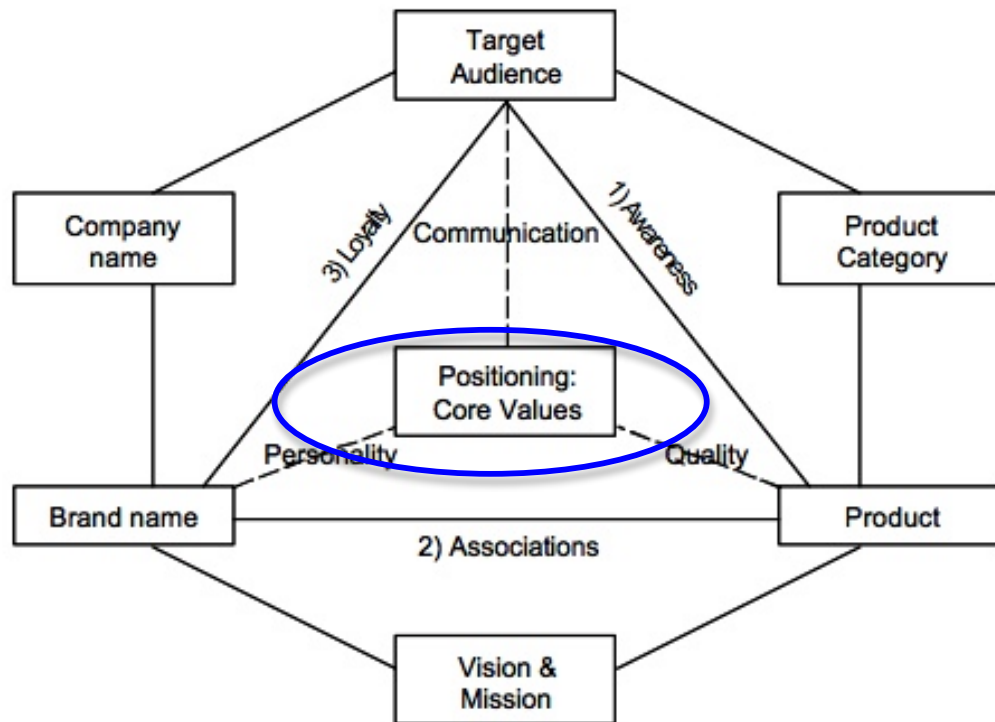 Target
Audience
Company
name
3) Loyalty
Communication
1) Awareness
Product
Category
Positioning:
Core Values
Personality
Quality
Brand name
2) Associations
Product
Vision &
Mission